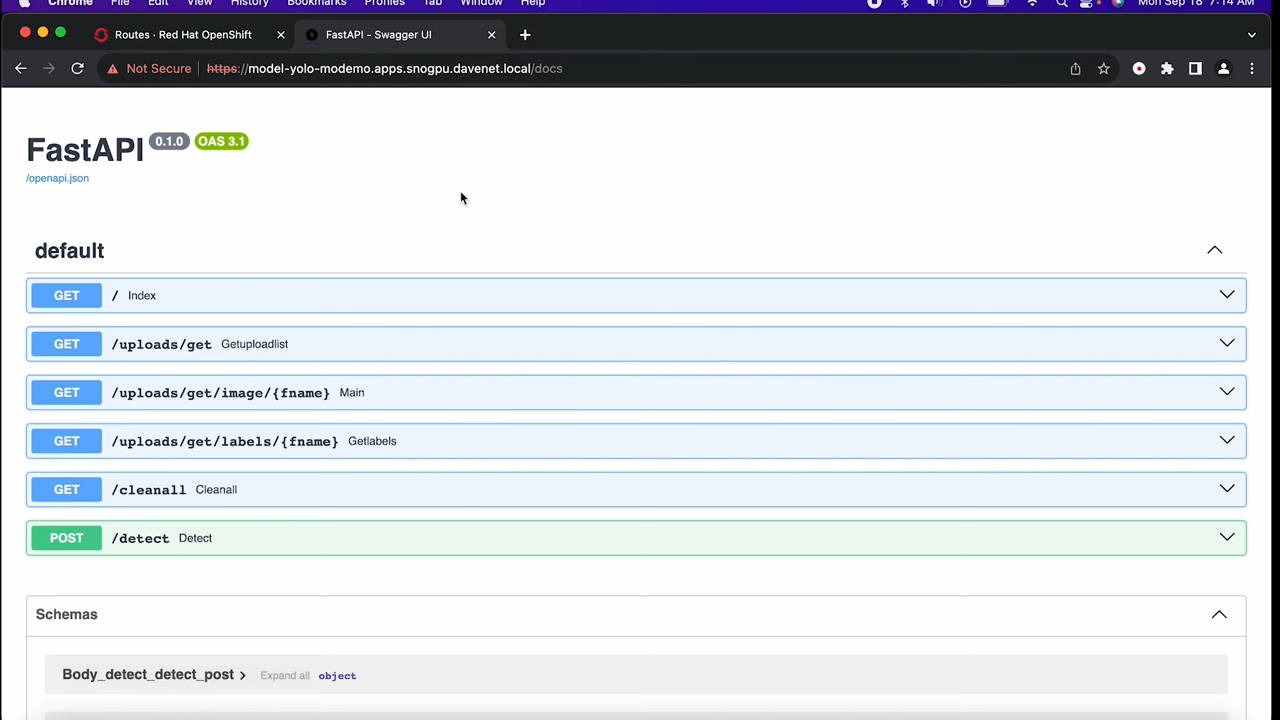 Chrome File Edit View History Bookmarks Profiles Tab Window Help Mon Sep 18 7:14 AM
Routes · Red Hat OpenShift FastAPI - Swagger UI
Not Secure https://model-yolo-modemo.apps.snogpu.davenet.local/docs
FastAPI 0.1.0 OAS 3.1
/openapi.json
default
GET / Index
GET /uploads/get Getuploadlist
GET /uploads/get/image/{fname} Main
GET /uploads/get/labels/{fname} Getlabels
GET /cleanall Cleanall
POST /detect Detect
Schemas
Body_detect_detect_post Expand all object